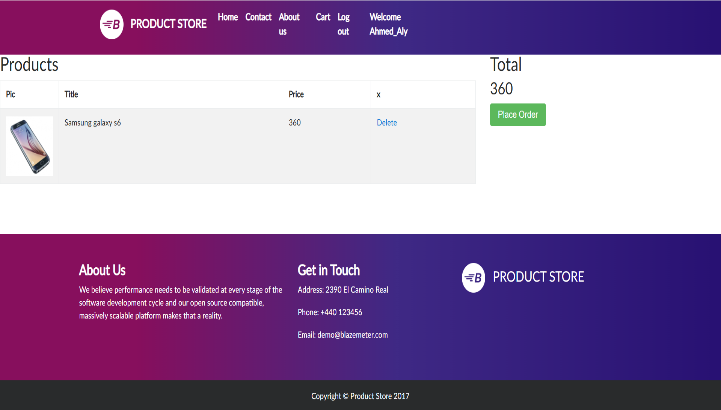 PRODUCT STORE
Home Contact About us Cart Log out Welcome Ahmed_Aly
Products
Pic Title Price x
Samsung galaxy s6 360 Delete
Total
360
Place Order
About Us
We believe performance needs to be validated at every stage of the
software development cycle and our open source compatible,
massively scalable platform makes that a reality.
Get in Touch
Address: 2390 El Camino Real
Phone: +440 123456
Email: demo@blazemeter.com
B PRODUCT STORE
Copyright © Product Store 2017